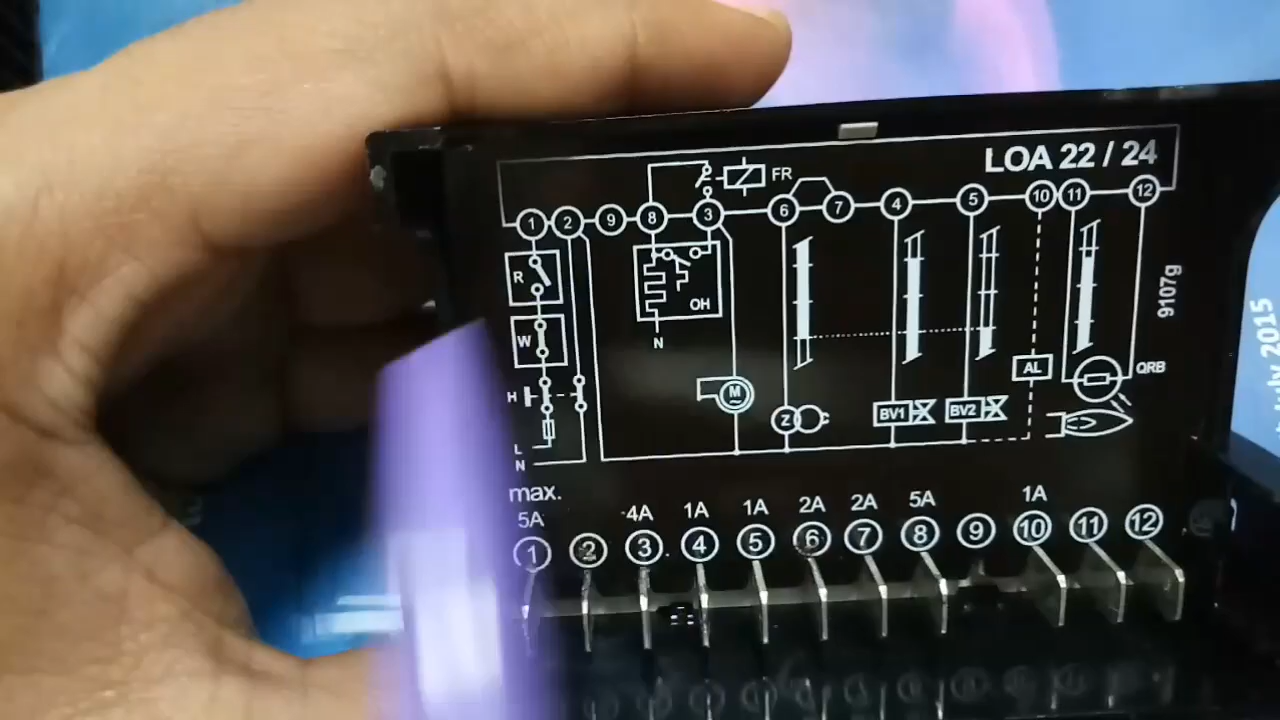 LOA 22 / 24
FR
1 2 9 8 3 6 7 4 5 10 11 12
R
OH
W
N
H
M
~
Z
BV1
BV2
AL
QRB
L
N
9107g
July 2015
max.
5A 4A 1A 1A 2A 2A 5A 1A
1 2 3 4 5 6 7 8 9 10 11 12